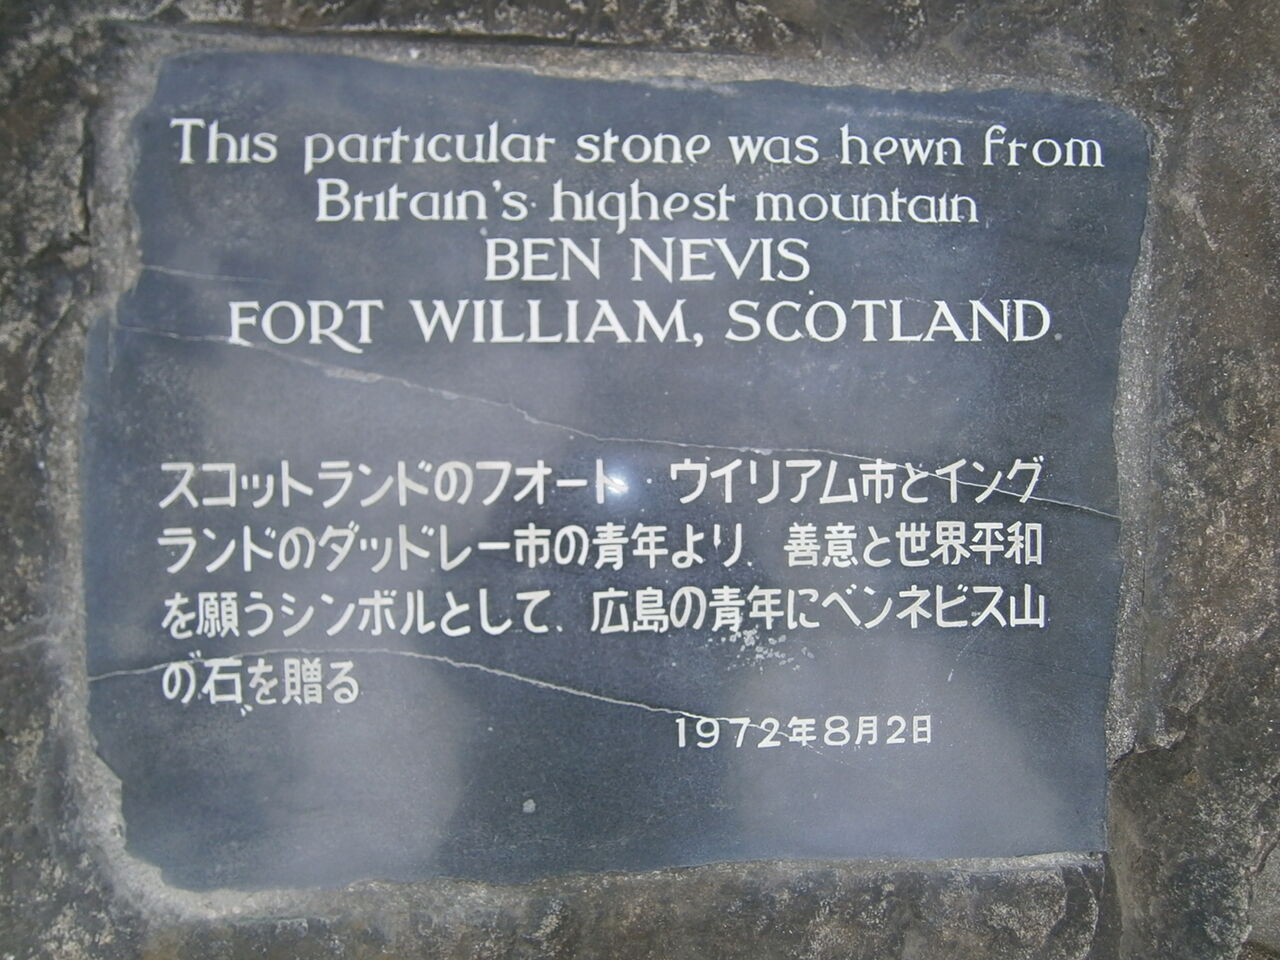 This particular stone was hewn from
Britain's highest mountain
BEN NEVIS
FORT WILLIAM, SCOTLAND
スコットランドのフオート・ウイリアム市とイング
ランドのダッドレー市の青年より、善意と世界平和
を願うシンボルとして、広島の青年にベンネビス山
の石を贈る
1972年8月2日